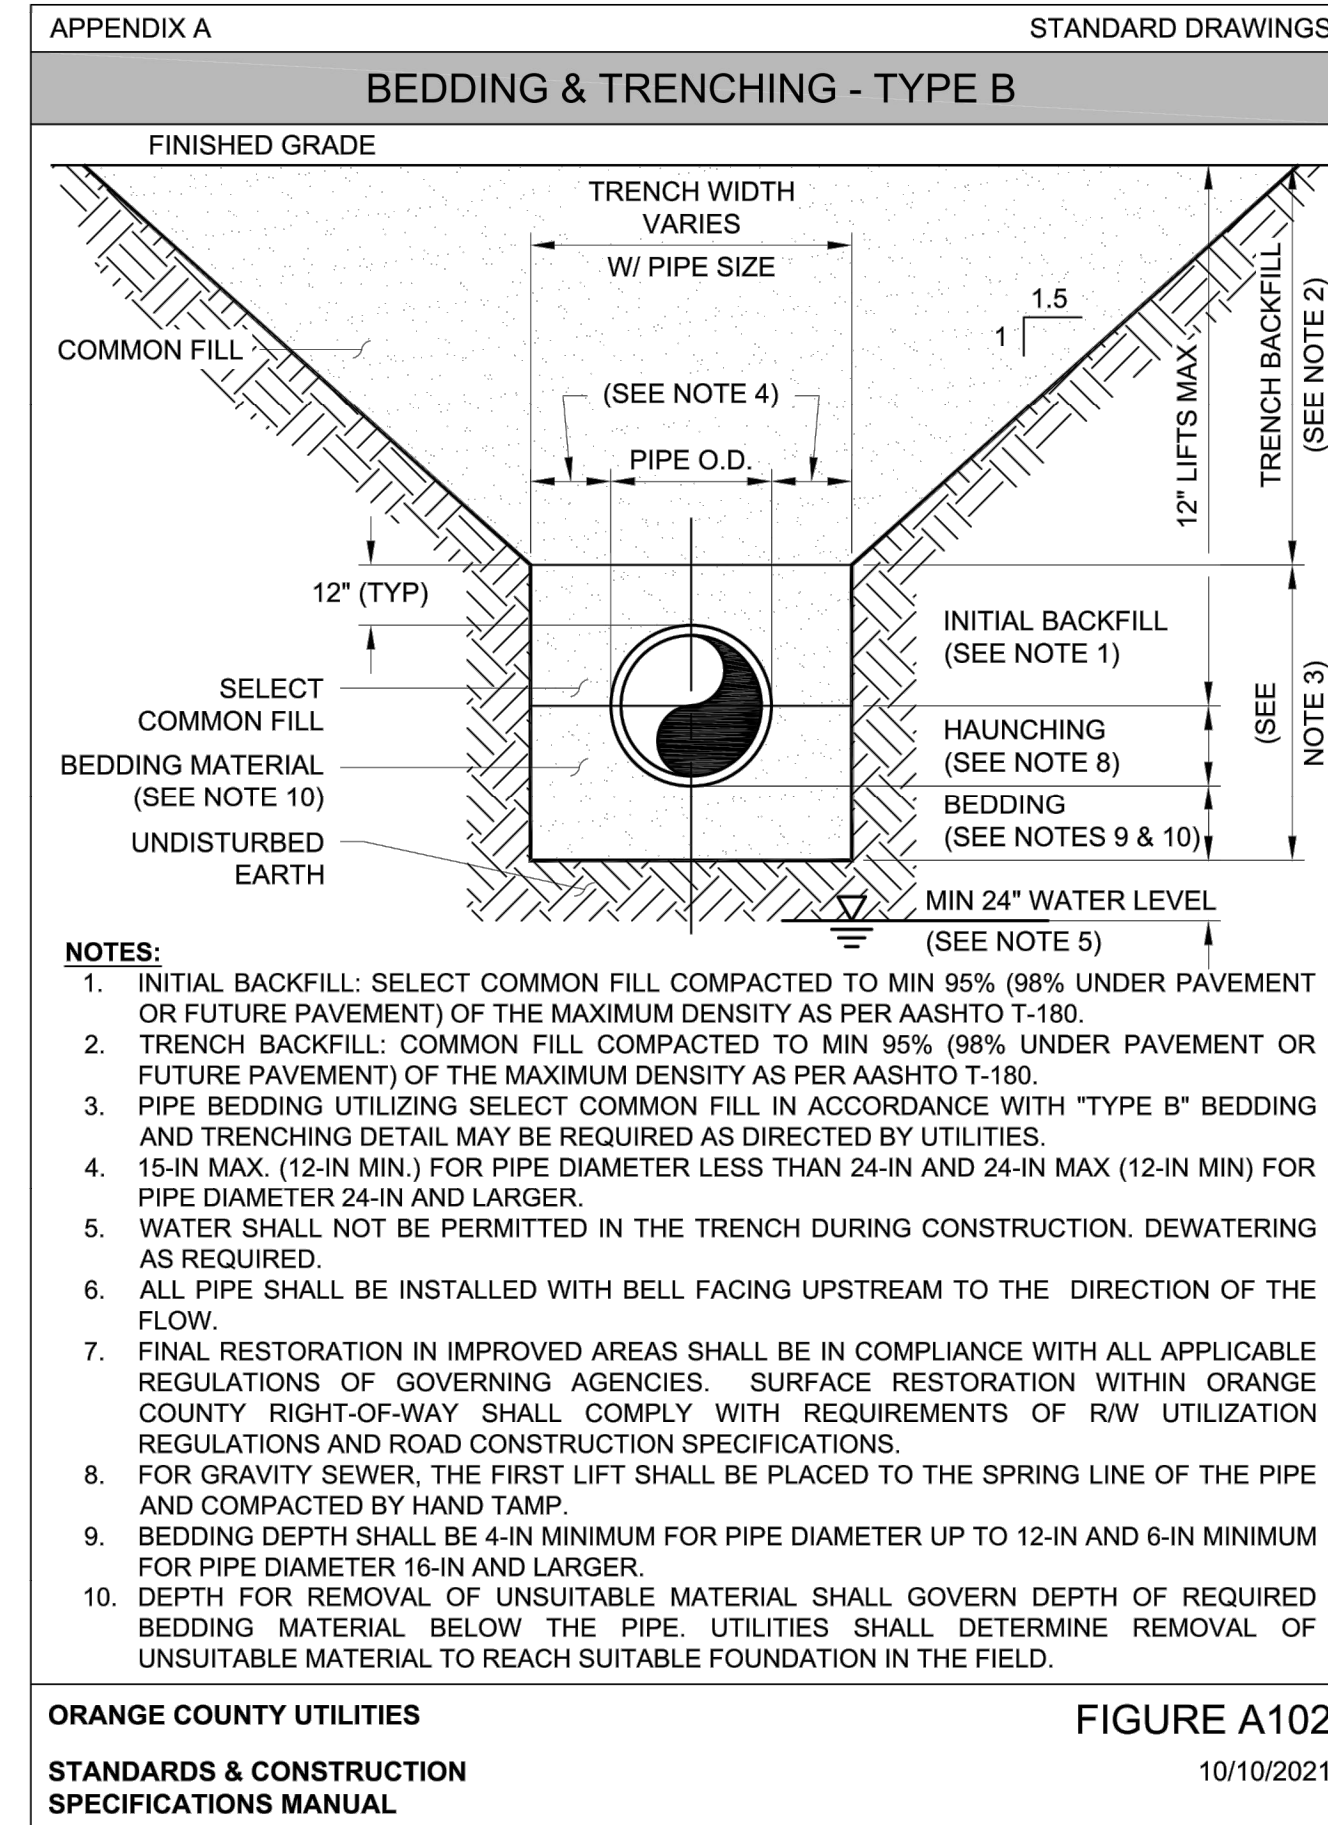 APPENDIX A
STANDARD DRAWINGS
BEDDING & TRENCHING - TYPE B
FINISHED GRADE
TRENCH WIDTH
VARIES
W/ PIPE SIZE
1.5
1
COMMON FILL
(SEE NOTE 4)
PIPE O.D.
12" LIFTS MAX
TRENCH BACKFILL
(SEE NOTE 2)
12" (TYP)
INITIAL BACKFILL
(SEE NOTE 1)
SELECT
COMMON FILL
HAUNCHING
(SEE NOTE 8)
(SEE
NOTE 3)
BEDDING MATERIAL
(SEE NOTE 10)
BEDDING
(SEE NOTES 9 & 10)
UNDISTURBED
EARTH
MIN 24" WATER LEVEL
(SEE NOTE 5)
NOTES:
1. INITIAL BACKFILL: SELECT COMMON FILL COMPACTED TO MIN 95% (98% UNDER PAVEMENT
OR FUTURE PAVEMENT) OF THE MAXIMUM DENSITY AS PER AASHTO T-180.
2. TRENCH BACKFILL: COMMON FILL COMPACTED TO MIN 95% (98% UNDER PAVEMENT OR
FUTURE PAVEMENT) OF THE MAXIMUM DENSITY AS PER AASHTO T-180.
3. PIPE BEDDING UTILIZING SELECT COMMON FILL IN ACCORDANCE WITH "TYPE B" BEDDING
AND TRENCHING DETAIL MAY BE REQUIRED AS DIRECTED BY UTILITIES.
4. 15-IN MAX. (12-IN MIN.) FOR PIPE DIAMETER LESS THAN 24-IN AND 24-IN MAX (12-IN MIN) FOR
PIPE DIAMETER 24-IN AND LARGER.
5. WATER SHALL NOT BE PERMITTED IN THE TRENCH DURING CONSTRUCTION. DEWATERING
AS REQUIRED.
6. ALL PIPE SHALL BE INSTALLED WITH BELL FACING UPSTREAM TO THE DIRECTION OF THE
FLOW.
7. FINAL RESTORATION IN IMPROVED AREAS SHALL BE IN COMPLIANCE WITH ALL APPLICABLE
REGULATIONS OF GOVERNING AGENCIES. SURFACE RESTORATION WITHIN ORANGE
COUNTY RIGHT-OF-WAY SHALL COMPLY WITH REQUIREMENTS OF R/W UTILIZATION
REGULATIONS AND ROAD CONSTRUCTION SPECIFICATIONS.
8. FOR GRAVITY SEWER, THE FIRST LIFT SHALL BE PLACED TO THE SPRING LINE OF THE PIPE
AND COMPACTED BY HAND TAMP.
9. BEDDING DEPTH SHALL BE 4-IN MINIMUM FOR PIPE DIAMETER UP TO 12-IN AND 6-IN MINIMUM
FOR PIPE DIAMETER 16-IN AND LARGER.
10. DEPTH FOR REMOVAL OF UNSUITABLE MATERIAL SHALL GOVERN DEPTH OF REQUIRED
BEDDING MATERIAL BELOW THE PIPE. UTILITIES SHALL DETERMINE REMOVAL OF
UNSUITABLE MATERIAL TO REACH SUITABLE FOUNDATION IN THE FIELD.
ORANGE COUNTY UTILITIES
FIGURE A102
STANDARDS & CONSTRUCTION
SPECIFICATIONS MANUAL
10/10/2021